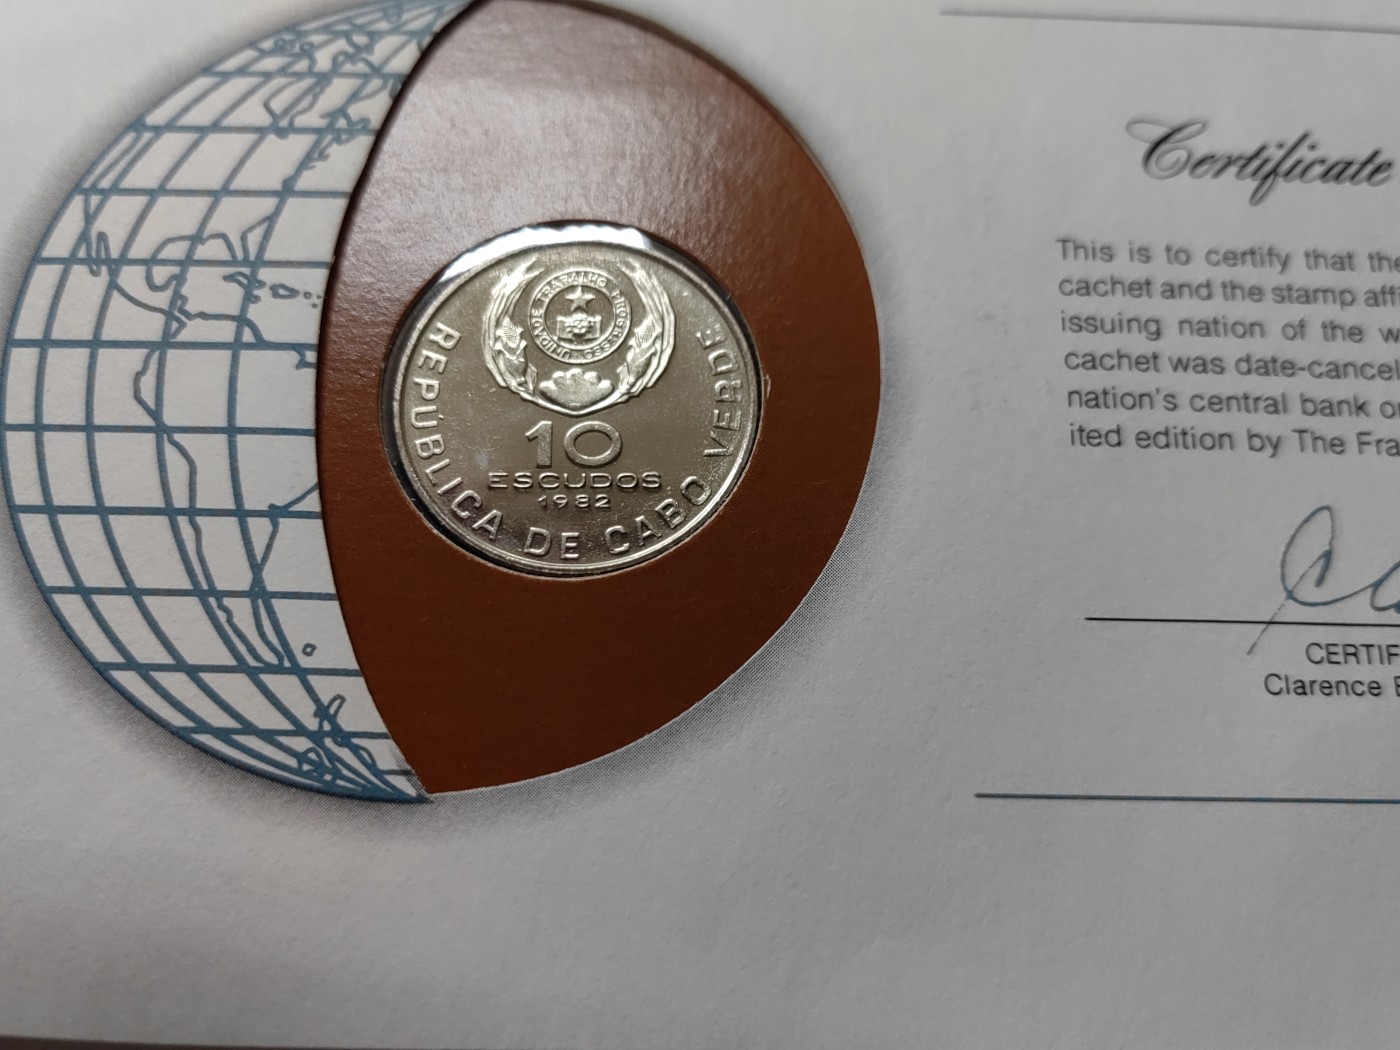 UNIDADE TRABALHO PROGRESSO
REPÚBLICA DE CABO VERDE
10
ESCUDOS
1982
Certificate
This is to certify that the
cachet and the stamp affi
issuing nation of the w
cachet was date-cancel
nation's central bank o
ited edition by The Fra
CERTIF
Clarence